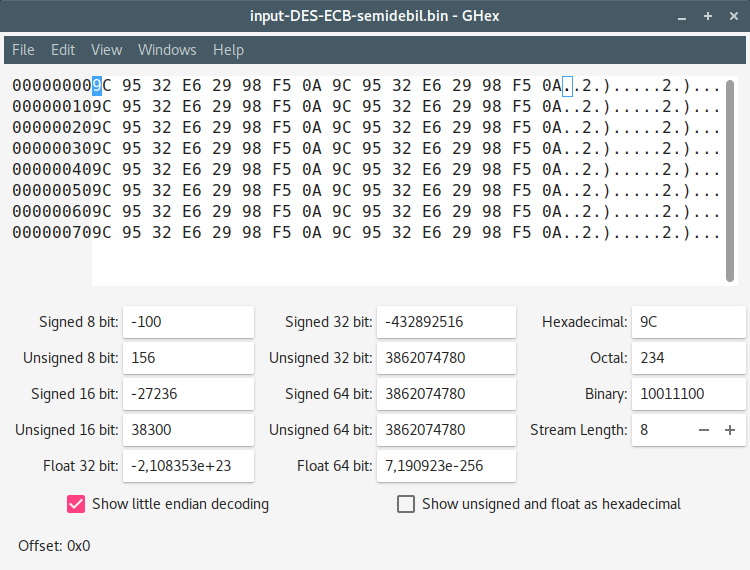 input-DES-ECB-semidebil.bin - GHex
File Edit View Windows Help
000000009C 95 32 E6 29 98 F5 0A 9C 95 32 E6 29 98 F5 0A..2.).....2.)...
000000109C 95 32 E6 29 98 F5 0A 9C 95 32 E6 29 98 F5 0A..2.).....2.)...
000000209C 95 32 E6 29 98 F5 0A 9C 95 32 E6 29 98 F5 0A..2.).....2.)...
000000309C 95 32 E6 29 98 F5 0A 9C 95 32 E6 29 98 F5 0A..2.).....2.)...
000000409C 95 32 E6 29 98 F5 0A 9C 95 32 E6 29 98 F5 0A..2.).....2.)...
000000509C 95 32 E6 29 98 F5 0A 9C 95 32 E6 29 98 F5 0A..2.).....2.)...
000000609C 95 32 E6 29 98 F5 0A 9C 95 32 E6 29 98 F5 0A..2.).....2.)...
000000709C 95 32 E6 29 98 F5 0A 9C 95 32 E6 29 98 F5 0A..2.).....2.)...
Signed 8 bit: -100 Signed 32 bit: -432892516 Hexadecimal: 9C
Unsigned 8 bit: 156 Unsigned 32 bit: 3862074780 Octal: 234
Signed 16 bit: -27236 Signed 64 bit: 3862074780 Binary: 10011100
Unsigned 16 bit: 38300 Unsigned 64 bit: 3862074780 Stream Length: 8
Float 32 bit: -2,108353e+23 Float 64 bit: 7,190923e-256
Show little endian decoding Show unsigned and float as hexadecimal
Offset: 0x0